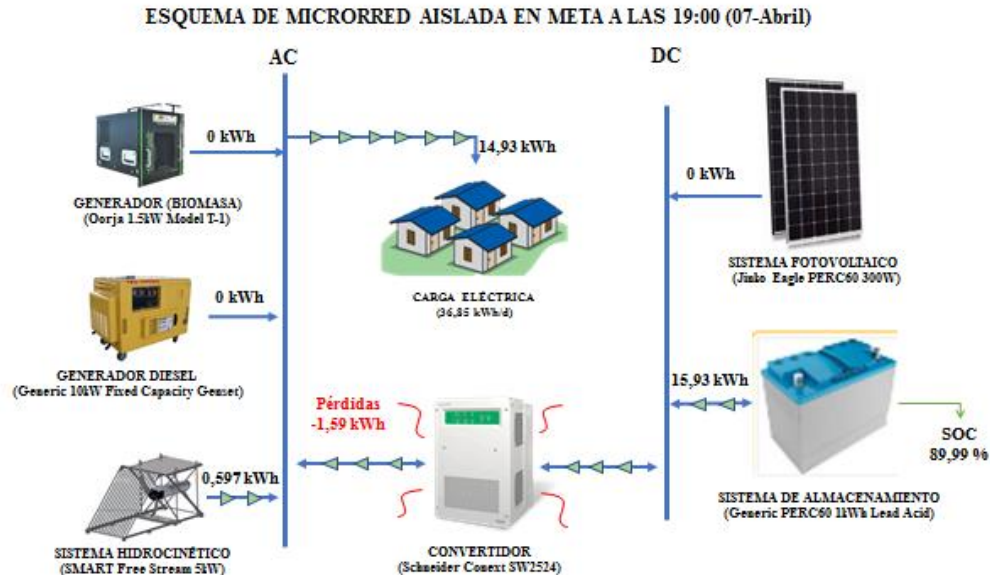 ESQUEMA DE MICRORRED AISLADA EN META A LAS 19:00 (07-Abril)
AC
DC
0 kWh
GENERADOR (BIOMASA)
(Oorja 1.5kW Model T-1)
14,93 kWh
CARGA ELÉCTRICA
(36,85 kWh/d)
0 kWh
SISTEMA FOTOVOLTAICO
(Jinko Eagle PERC60 300W)
0 kWh
GENERADOR DIESEL
(Generic 10kW Fixed Capacity Genset)
Pérdidas
-1,59 kWh
CONVERTIDOR
(Schneider Conext SW2524)
15,93 kWh
SOC
89,99 %
SISTEMA DE ALMACENAMIENTO
(Generic PERC60 1kWh Lead Acid)
0,597 kWh
SISTEMA HIDROCINÉTICO
(SMART Free Stream 5kW)